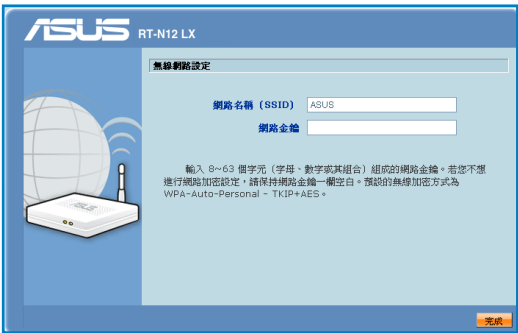 ASUS RT-N12 LX
無線網路設定
網路名稱 (SSID) ASUS
網路金鑰
輸入 8~63 個字元（字母、數字或其組合）組成的網路金鑰。若您不想
進行網路加密設定，請保持網路金鑰一欄空白。預設的無線加密方式為
WPA-Auto-Personal - TKIP+AES。
ASUS
完成